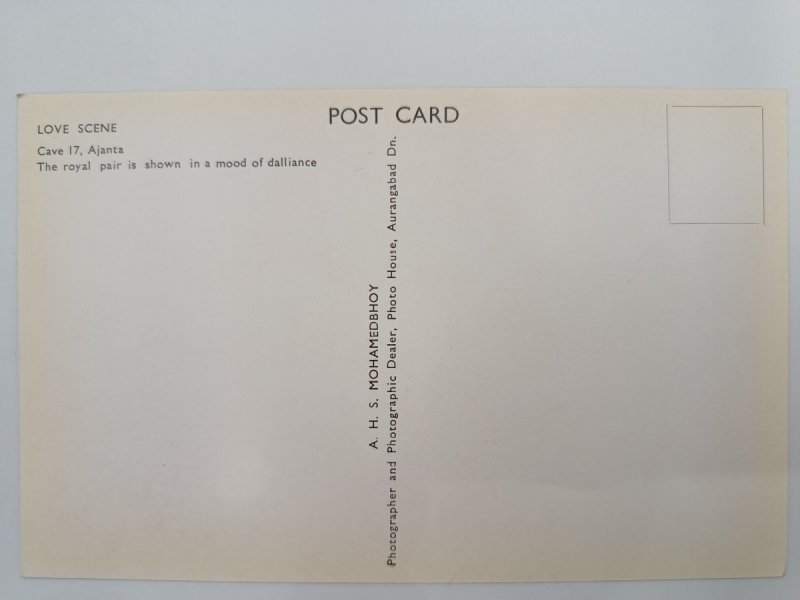 POST CARD
LOVE SCENE
Cave 17, Ajanta
The royal pair is shown in a mood of dalliance
A. H. S. MOHAMEDBHOY
Photographer and Photographic Dealer, Photo House, Aurangabad Dn.